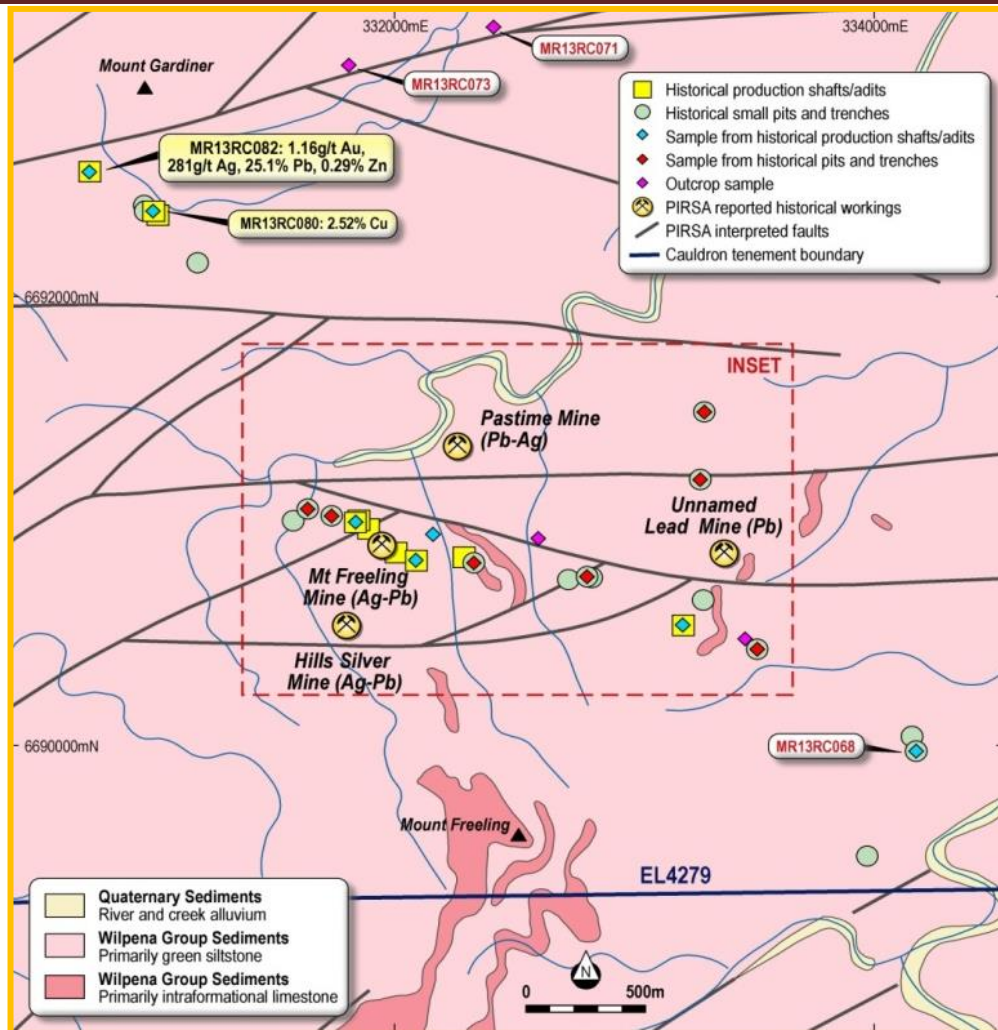 332000mE
334000mE
Mount Gardiner
MR13RC071
MR13RC073
Historical production shafts/adits
Historical small pits and trenches
Sample from historical production shafts/adits
Sample from historical pits and trenches
Outcrop sample
PIRSA reported historical workings
PIRSA interpreted faults
Cauldron tenement boundary
MR13RC082: 1.16g/t Au,
281g/t Ag, 25.1% Pb, 0.29% Zn
MR13RC080: 2.52% Cu
6692000mN
INSET
Pastime Mine
(Pb-Ag)
Unnamed
Lead Mine (Pb)
Mt Freeling
Mine (Ag-Pb)
Hills Silver
Mine (Ag-Pb)
6690000mN
MR13RC068
Mount Freeling
EL4279
Quaternary Sediments
River and creek alluvium
Wilpena Group Sediments
Primarily green siltstone
Wilpena Group Sediments
Primarily intraformational limestone
N
0 500m